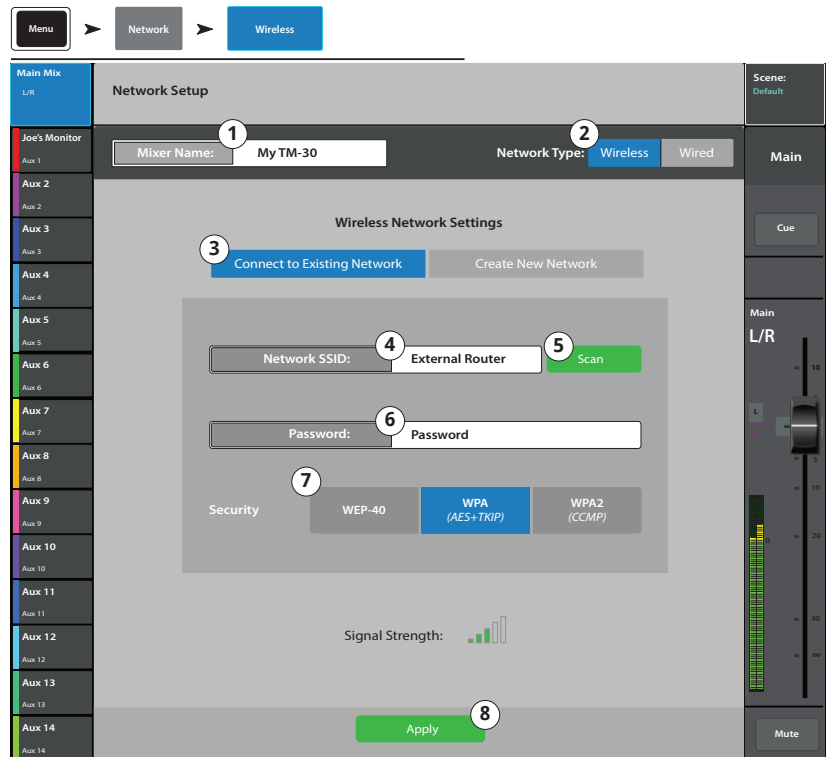 Menu
Network
Wireless
Main Mix
L/R
Network Setup
Scene:
Default
Joe's Monitor
Aux 1
1
Mixer Name:
My TM-30
2
Network Type:
Wireless
Wired
Main
Aux 2
Aux 2
Aux 3
Aux 3
Wireless Network Settings
Cue
3
Connect to Existing Network
Create New Network
Aux 4
Aux 4
Aux 5
Aux 5
Main
L/R
4
Network SSID:
External Router
5
Scan
Aux 6
Aux 6
10
Aux 7
Aux 7
6
Password:
Password
L
Aux 8
Aux 8
5
Aux 9
Aux 9
7
Security
WEP-40
WPA
(AES+TKIP)
WPA2
(CCMP)
10
Aux 10
Aux 10
0
20
Aux 11
Aux 11
40
Aux 12
Aux 12
Signal Strength:
∞
Aux 13
Aux 13
Aux 14
Aux 14
8
Apply
Mute